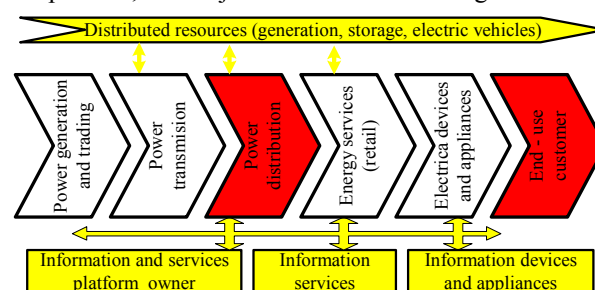 Distributed resources (generation, storage, electric vehicles)
Power generation
and trading
Power
transmision
Power
distribution
Energy services
(retail)
Electrica devices
and appliances
End - use
customer
Information and services
platform owner
Information
services
Information devices
and appliances